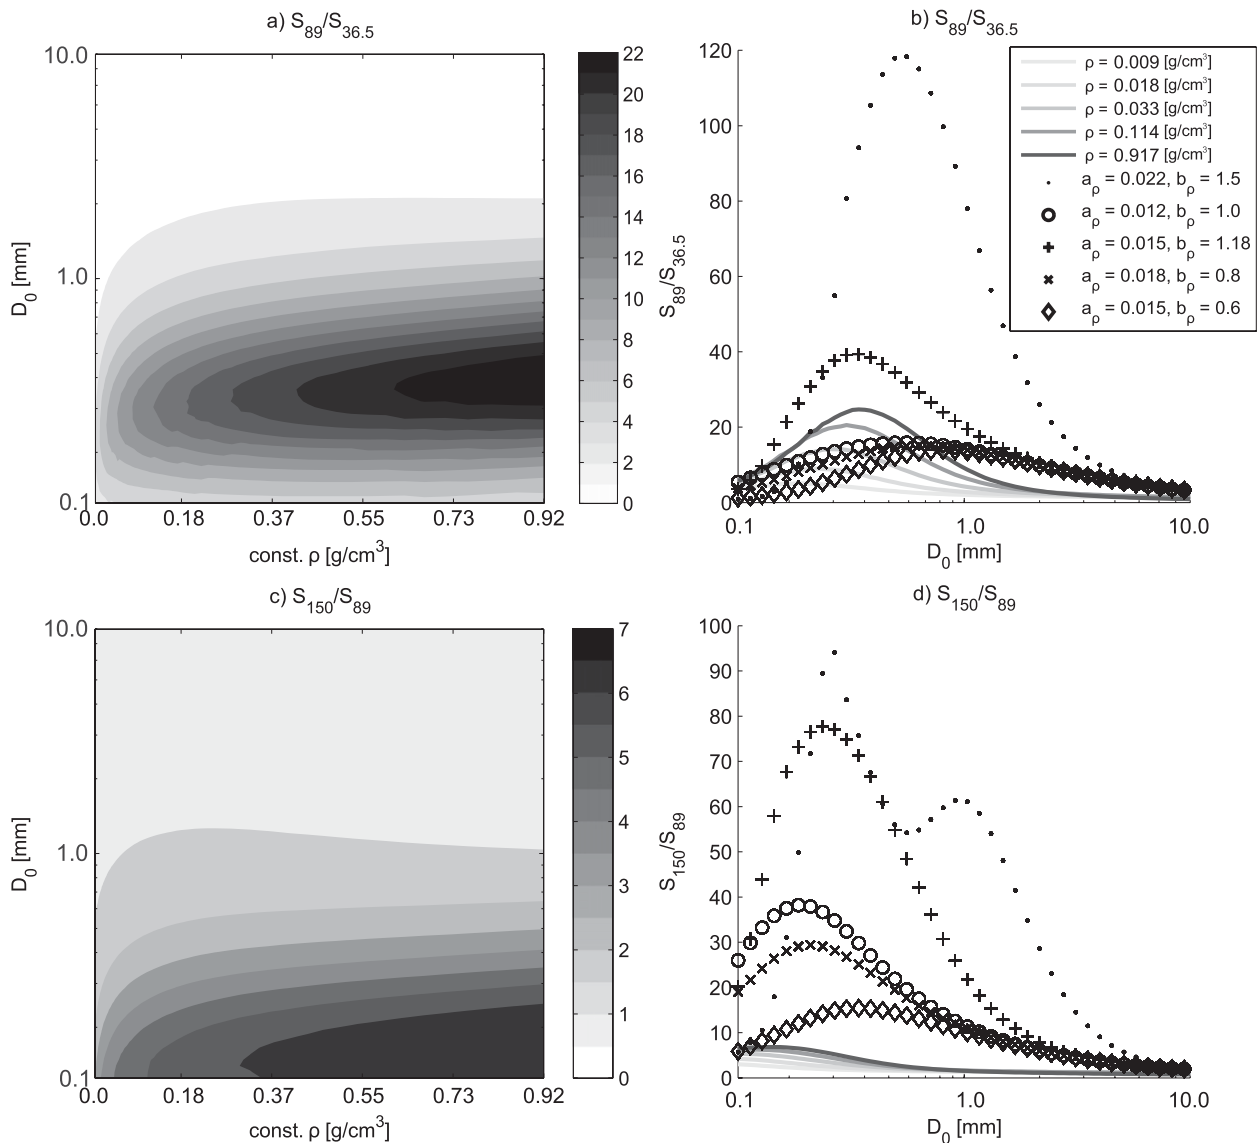 a) S89/S36.5
10.0
1.0
0.1
D0 [mm]
0.0 0.18 0.37 0.55 0.73 0.92
const. ρ [g/cm3]
22
20
18
16
14
12
10
8
6
4
2
0
b) S89/S36.5
120
100
80
60
40
20
0
S89/S36.5
0.1 1.0 10.0
D0 [mm]
ρ = 0.009 [g/cm3]
ρ = 0.018 [g/cm3]
ρ = 0.033 [g/cm3]
ρ = 0.114 [g/cm3]
ρ = 0.917 [g/cm3]
aρ = 0.022, bρ = 1.5
aρ = 0.012, bρ = 1.0
aρ = 0.015, bρ = 1.18
aρ = 0.018, bρ = 0.8
aρ = 0.015, bρ = 0.6
c) S150/S89
10.0
1.0
0.1
D0 [mm]
0.0 0.18 0.37 0.55 0.73 0.92
const. ρ [g/cm3]
7
6
5
4
3
2
1
0
d) S150/S89
100
90
80
70
60
50
40
30
20
10
0
S150/S89
0.1 1.0 10.0
D0 [mm]